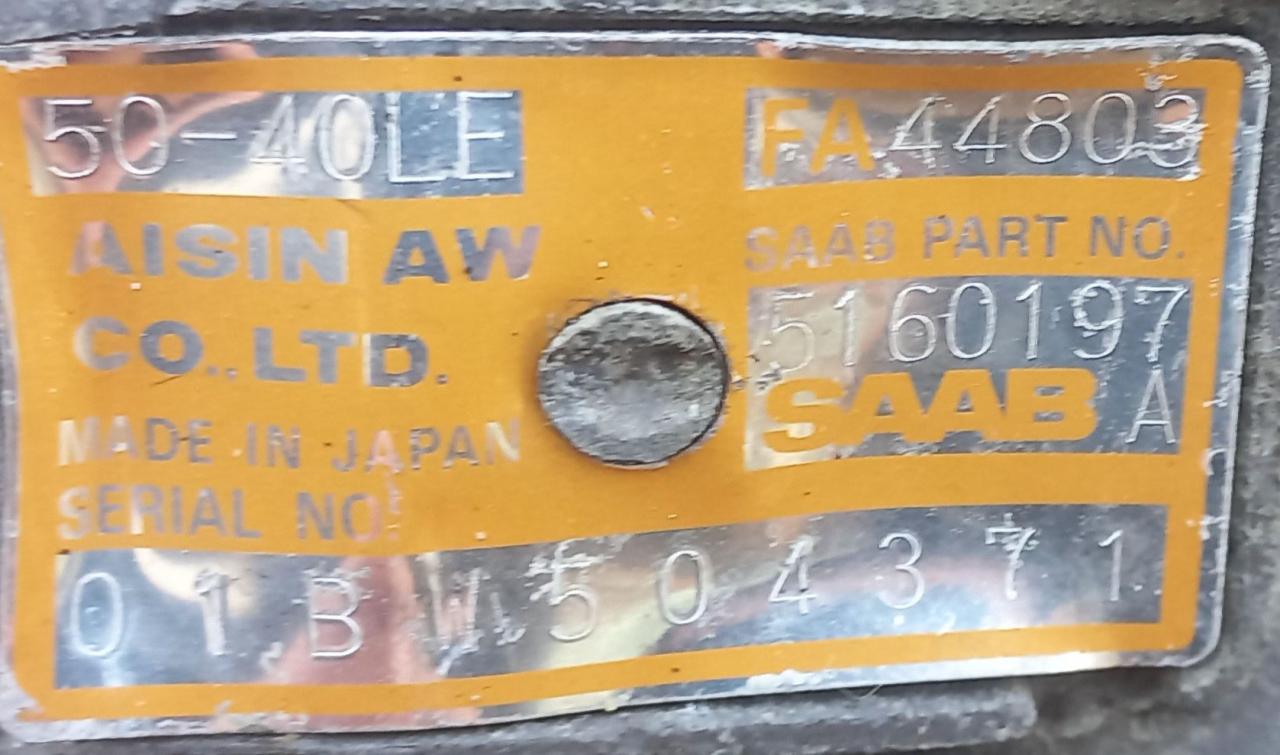 50-40LE
AISIN AW
CO.,LTD.
MADE IN JAPAN
SERIAL NO.
01BW504371
FA44803
SAAB PART NO.
5160197
SAAB A